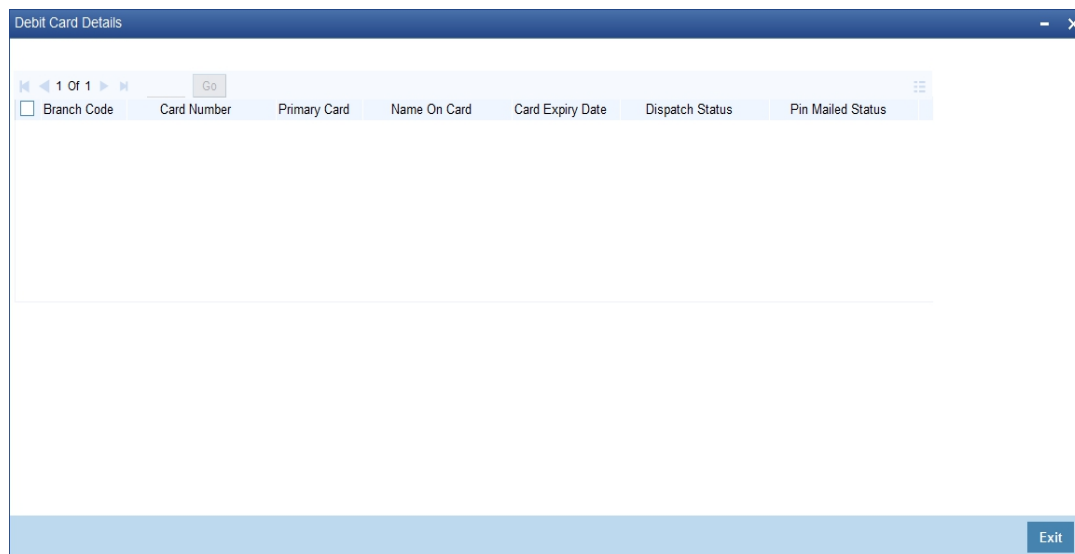 Debit Card Details
1 Of 1 Go
Branch Code Card Number Primary Card Name On Card Card Expiry Date Dispatch Status Pin Mailed Status
Exit